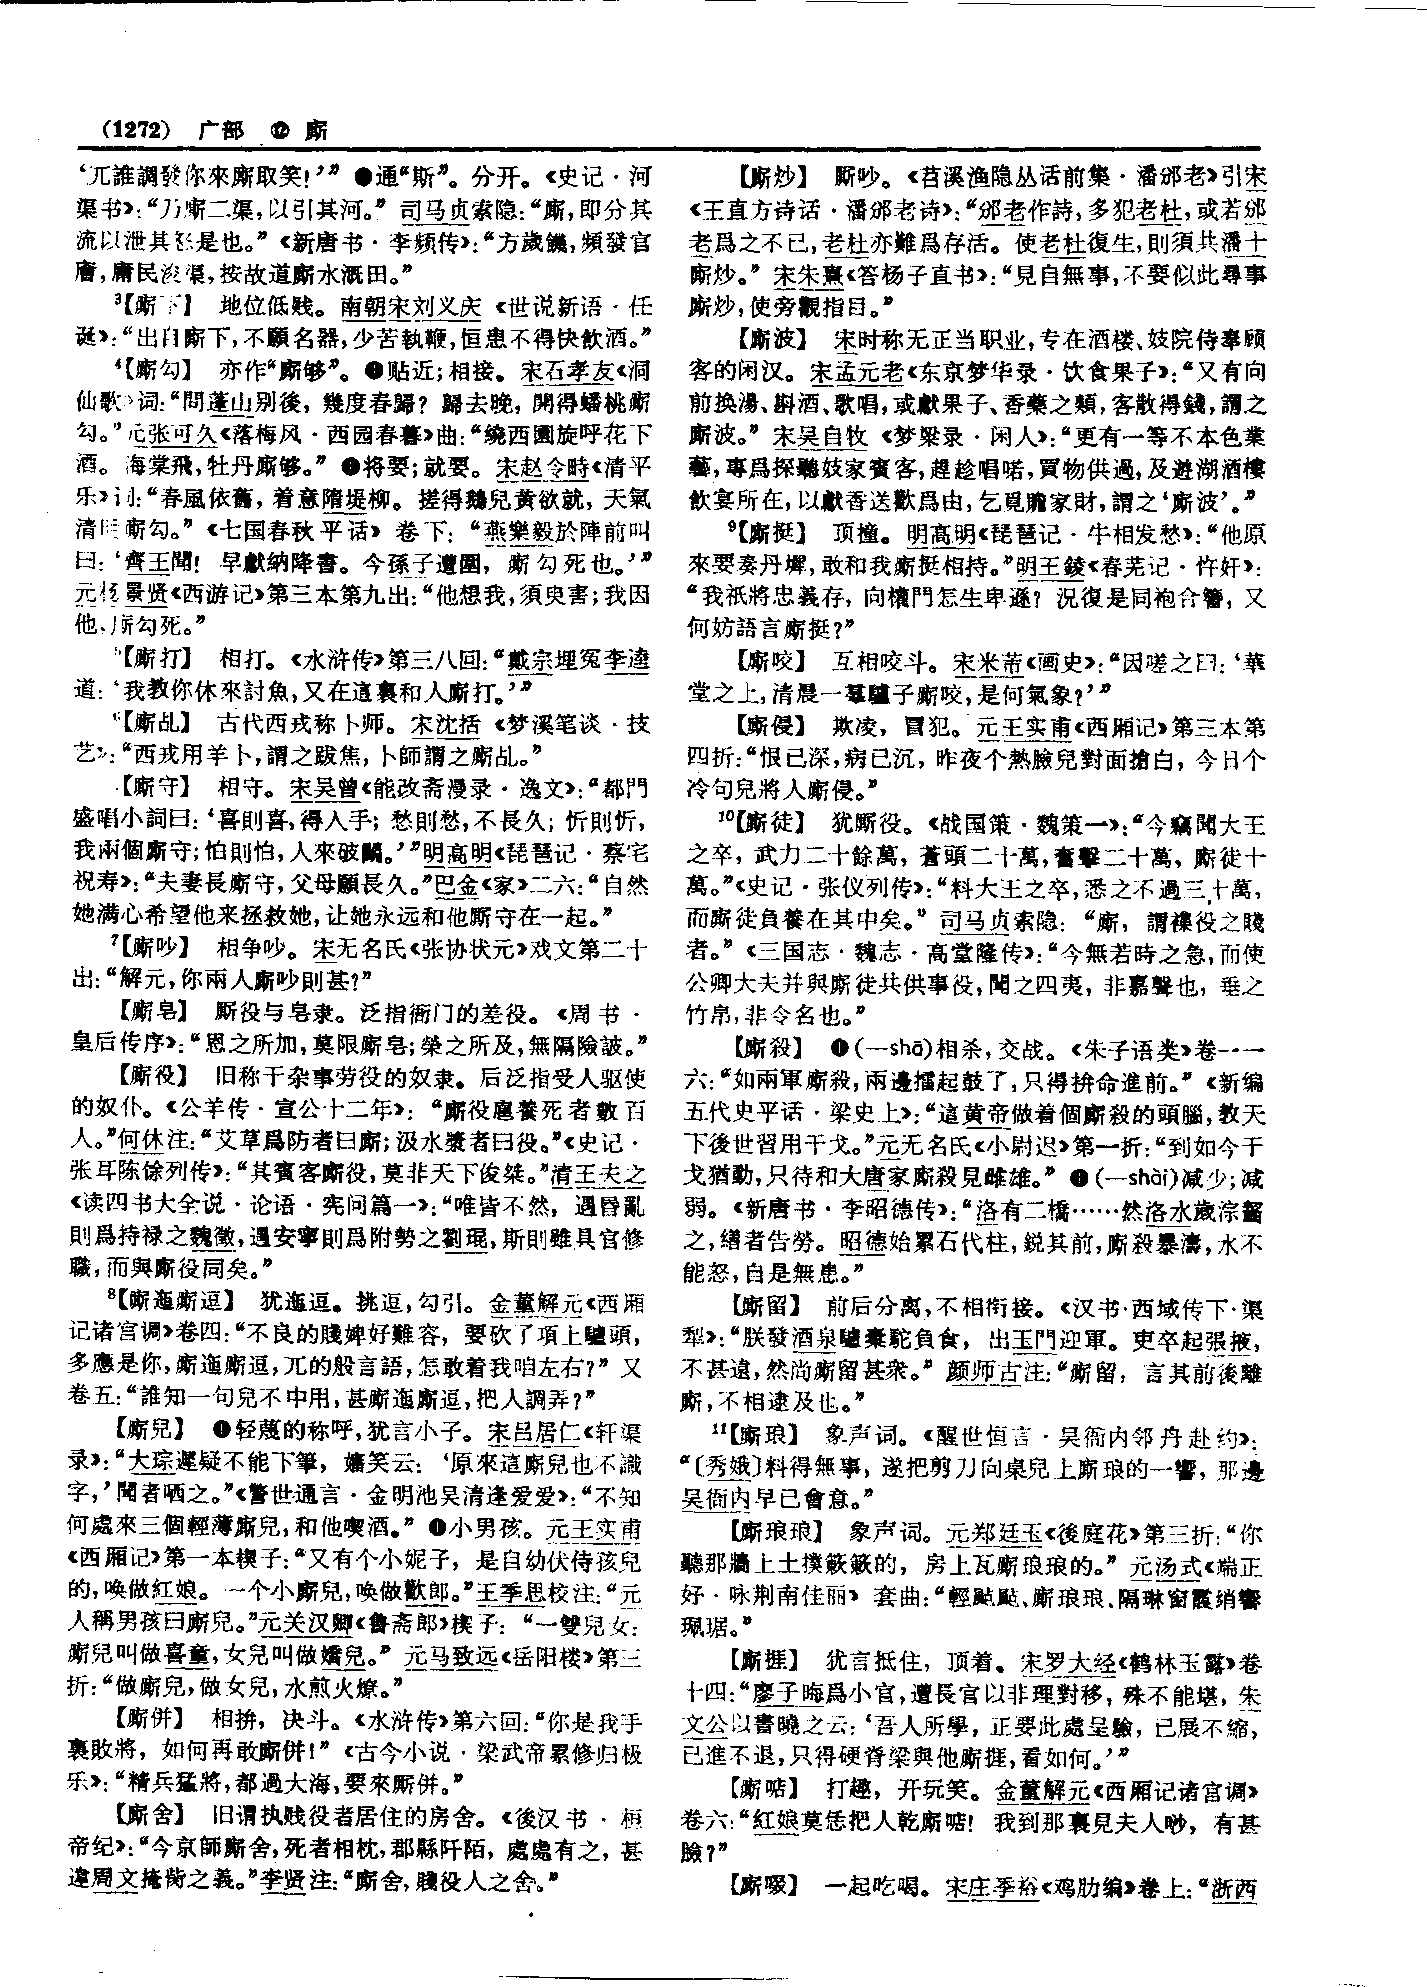 (1272) 广部 ⑫ 廝
‘兀誰調發你來廝取笑！’” ●通“斯”。分开。《史记·河
渠书》：“乃廝二渠，以引其河。” 司马贞索隐：“廝，即分其
流以泄其怒是也。”《新唐书·李频传》：“方歲饑，頻發官
廥，庸民浚渠，按故道廝水溉田。”
³【廝下】 地位低贱。南朝宋刘义庆《世说新语·任
诞》：“出自廝下，不願名器，少苦執鞭，恒患不得快飲酒。”
⁴【廝勾】 亦作“廝够”。❶贴近；相接。宋石孝友《洞
仙歌》词：“問蓬山别後，幾度春歸？歸去晚，開得蟠桃廝
勾。”元张可久《落梅风·西园春暮》曲：“繞西園旋呼花下
酒。海棠飛，牡丹廝够。” ❷将要；就要。宋赵令畤《清平
乐》词：“春風依舊，着意隋堤柳。搓得鵝兒黄欲就，天氣
清明廝勾。”《七国春秋平话》卷下：“燕樂毅於陣前叫
曰：‘齊王聞！早獻納降書。今孫子遭圍，廝勾死也。’”
元杨景贤《西游记》第三本第九出：“他想我，須臾害；我因
他，廝勾死。”
⁵【廝打】 相打。《水浒传》第三八回：“戴宗埋冤李逵
道：‘我教你休來討魚，又在這裏和人廝打。’”
⁶【廝乩】 古代西戎称卜师。宋沈括《梦溪笔谈·技
艺》：“西戎用羊卜，謂之跋焦，卜師謂之廝乩。”
【廝守】 相守。宋吴曾《能改斋漫录·逸文》：“都門
盛唱小詞曰：‘喜則喜，得入手；愁則愁，不長久；忻則忻，
我兩個廝守；怕則怕，人來破鬭。’”明高明《琵琶记·蔡宅
祝寿》：“夫妻長廝守，父母願長久。”巴金《家》二六：“自然
她满心希望他来拯救她，让她永远和他厮守在一起。”
⁷【廝吵】 相争吵。宋无名氏《张协状元》戏文第二十
出：“解元，你兩人廝吵則甚？”
【廝皂】 厮役与皂隶。泛指衙门的差役。《周书·
皇后传序》：“恩之所加，莫限廝皂；榮之所及，無隔險詖。”
【廝役】 旧称干杂事劳役的奴隶。后泛指受人驱使
的奴仆。《公羊传·宣公十二年》：“廝役扈養死者數百
人。”何休注：“艾草爲防者曰廝；汲水漿者曰役。”《史记·
张耳陈馀列传》：“其賓客廝役，莫非天下俊桀。”清王夫之
《读四书大全说·论语·宪问篇一》：“唯皆不然，遇昏亂
則爲持禄之魏徵，遇安寧則爲附勢之劉琨，斯則雖具官修
職，而與廝役同矣。”
⁸【廝迤廝逗】 犹迤逗。挑逗，勾引。金董解元《西厢
记诸宫调》卷四：“不良的賤婢好難容，要砍了項上驢頭，
多應是你，廝迤廝逗，兀的般言語，怎敢着我咱左右？”又
卷五：“誰知一句兒不中用，甚廝迤廝逗，把人調弄？”
【廝兒】 ❶轻蔑的称呼，犹言小子。宋吕居仁《轩渠
录》：“大琮遲疑不能下筆，嬸笑云：‘原來這廝兒也不識
字，’聞者哂之。”《警世通言·金明池吴清逢爱爱》：“不知
何處來三個輕薄廝兒，和他喫酒。” ❷小男孩。元王实甫
《西厢记》第一本楔子：“又有个小妮子，是自幼伏侍孩兒
的，唤做紅娘。一个小廝兒，唤做歡郎。”王季思校注：“元
人稱男孩曰廝兒。”元关汉卿《鲁斋郎》楔子：“一雙兒女：
廝兒叫做喜童，女兒叫做嬌兒。” 元马致远《岳阳楼》第三
折：“做廝兒，做女兒，水煎火燎。”
【廝併】 相拚，决斗。《水浒传》第六回：“你是我手
裏敗將，如何再敢廝併！”《古今小说·梁武帝累修归极
乐》：“精兵猛將，都過大海，要來厮併。”
【廝舍】 旧谓执贱役者居住的房舍。《後汉书·桓
帝纪》：“今京師廝舍，死者相枕，郡縣阡陌，處處有之，甚
違周文掩胔之義。”李贤注：“廝舍，賤役人之舍。”
【廝炒】 厮吵。《苕溪渔隐丛话前集·潘邠老》引宋
《王直方诗话·潘邠老诗》：“邠老作詩，多犯老杜，或若邠
老爲之不已，老杜亦難爲存活。使老杜復生，則須共潘十
廝炒。” 宋朱熹《答杨子直书》：“見自無事，不要似此尋事
廝炒，使旁觀指目。”
【廝波】 宋时称无正当职业，专在酒楼、妓院侍奉顾
客的闲汉。宋孟元老《东京梦华录·饮食果子》：“又有向
前换湯、斟酒、歌唱，或獻果子、香藥之類，客散得錢，謂之
廝波。” 宋吴自牧《梦粱录·闲人》：“更有一等不本色業
藝，專爲探聽妓家賓客，趕趁唱喏，買物供過，及遊湖酒樓
飲宴所在，以獻香送歡爲由，乞覓贍家財，謂之‘廝波’。”
⁹【廝挺】 顶撞。明高明《琵琶记·牛相发愁》：“他原
來要奏丹墀，敢和我廝挺相持。”明王錂《春芜记·忤奸》：
“我祇將忠義存，向權門怎生卑遜？況復是同袍合簪，又
何妨語言廝挺？”
【廝咬】 互相咬斗。宋米芾《画史》：“因嗟之曰：‘華
堂之上，清晨一羣驢子廝咬，是何氣象？’”
【廝侵】 欺凌，冒犯。元王实甫《西厢记》第三本第
四折：“恨已深，病已沉，昨夜个熱臉兒對面搶白，今日个
冷句兒將人廝侵。”
¹⁰【廝徒】 犹厮役。《战国策·魏策一》：“今竊聞大王
之卒，武力二十餘萬，蒼頭二十萬，奮擊二十萬，廝徒十
萬。”《史记·张仪列传》：“料大王之卒，悉之不過三十萬，
而廝徒負養在其中矣。” 司马贞索隐：“廝，謂襍役之賤
者。”《三国志·魏志·高堂隆传》：“今無若時之急，而使
公卿大夫并與廝徒共供事役，聞之四夷，非嘉聲也，垂之
竹帛，非令名也。”
【廝殺】 ❶(—shā)相杀，交战。《朱子语类》卷一一
六：“如兩軍廝殺，兩邊擂起鼓了，只得拚命進前。”《新编
五代史平话·梁史上》：“這黄帝做着個廝殺的頭腦，教天
下後世習用干戈。”元无名氏《小尉迟》第一折：“到如今干
戈猶動，只待和大唐家廝殺見雌雄。” ❷(—shài)减少；减
弱。《新唐书·李昭德传》：“洛有二橋……然洛水歲淙齧
之，繕者告勞。昭德始累石代柱，鋭其前，廝殺暴濤，水不
能怒，自是無患。”
【廝留】 前后分离，不相衔接。《汉书·西域传下·渠
犁》：“朕發酒泉驢橐駝負食，出玉門迎軍。吏卒起張掖，
不甚遠，然尚廝留甚衆。” 颜师古注：“廝留，言其前後離
廝，不相逮及也。”
¹¹【廝琅】 象声词。《醒世恒言·吴衙内邻舟赴约》：
“〔秀娥〕料得無事，遂把剪刀向桌兒上廝琅的一響，那邊
吴衙内早已會意。”
【廝琅琅】 象声词。元郑廷玉《後庭花》第三折：“你
聽那牆上土撲簌簌的，房上瓦廝琅琅的。” 元汤式《端正
好·咏荆南佳丽》套曲：“輕颭颭、廝琅琅、隔琳窗霞绡響
珮琚。”
【廝捱】 犹言抵住，顶着。宋罗大经《鹤林玉露》卷
十四：“廖子晦爲小官，遭長官以非理對移，殊不能堪，朱
文公以書曉之云：‘吾人所學，正要此處呈驗，已展不縮，
已進不退，只得硬脊梁與他廝捱，看如何。’”
【廝啨】 打趣，开玩笑。金董解元《西厢记诸宫调》
卷六：“紅娘莫恁把人乾廝啨！我到那裏見夫人吵，有甚
臉？”
【廝啜】 一起吃喝。宋庄季裕《鸡肋编》卷上：“浙西